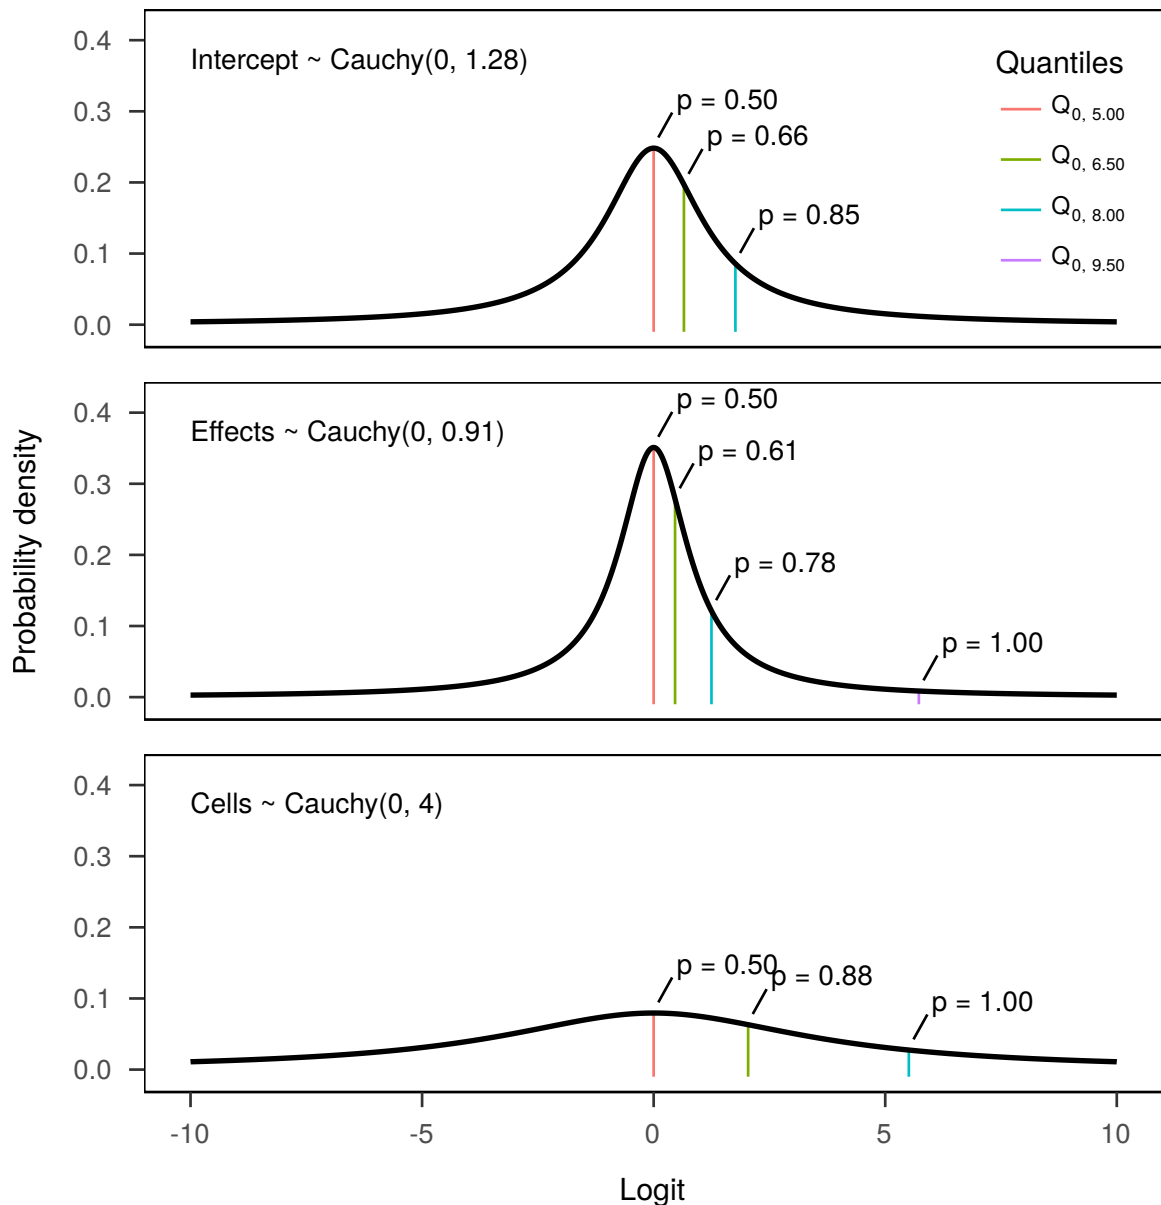 Probability density
0.4
0.3
0.2
0.1
0.0
Intercept ~ Cauchy(0, 1.28)
p = 0.50
p = 0.66
p = 0.85
Quantiles
Q0, 5.00
Q0, 6.50
Q0, 8.00
Q0, 9.50
0.4
0.3
0.2
0.1
0.0
Effects ~ Cauchy(0, 0.91)
p = 0.50
p = 0.61
p = 0.78
p = 1.00
0.4
0.3
0.2
0.1
0.0
Cells ~ Cauchy(0, 4)
p = 0.50
p = 0.88
p = 1.00
-10
-5
0
5
10
Logit